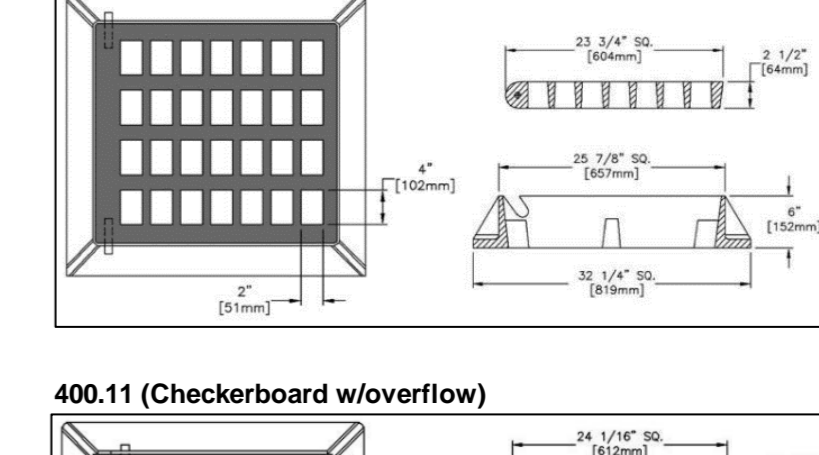 23 3/4" SQ.
[604mm]
2 1/2"
[64mm]
4"
[102mm]
25 7/8" SQ.
[657mm]
6"
[152mm]
32 1/4" SQ.
[819mm]
2"
[51mm]
400.11 (Checkerboard w/overflow)
24 1/16" SQ.
[612mm]